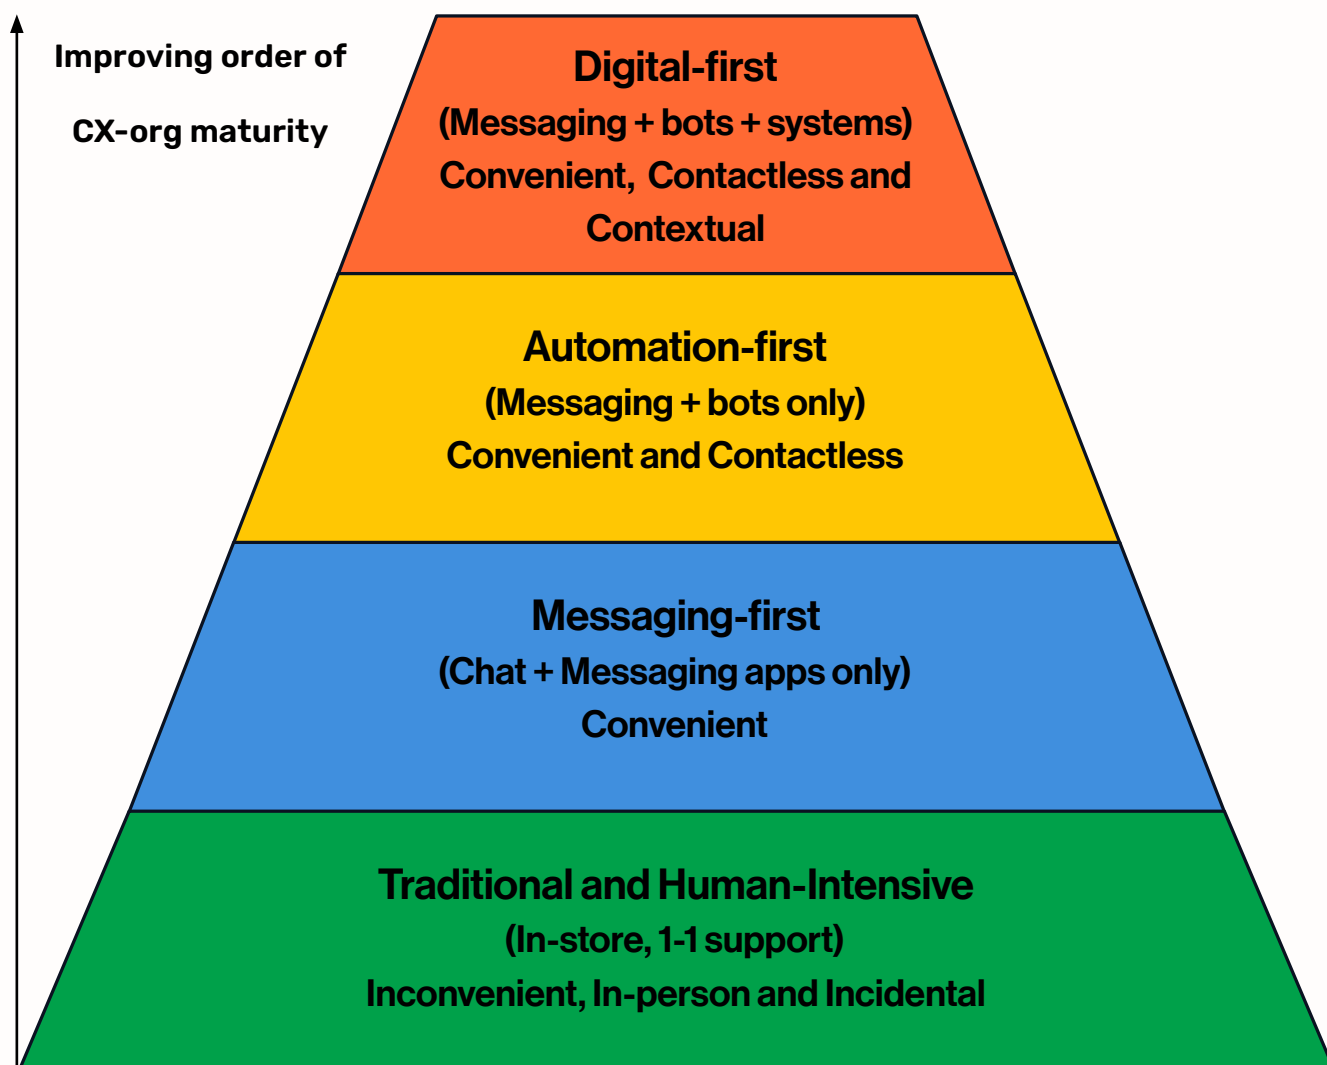 Improving order of
CX-org maturity
Digital-first
(Messaging + bots + systems)
Convenient, Contactless and
Contextual
Automation-first
(Messaging + bots only)
Convenient and Contactless
Messaging-first
(Chat + Messaging apps only)
Convenient
Traditional and Human-Intensive
(In-store, 1-1 support)
Inconvenient, In-person and Incidental